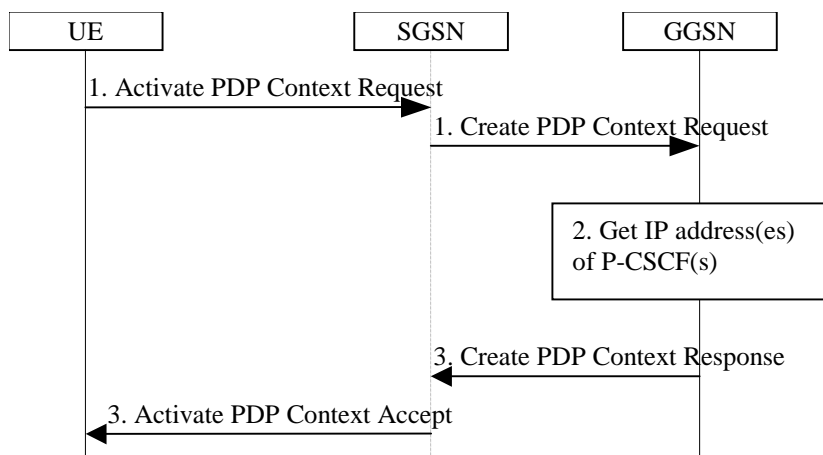 UE
SGSN
GGSN
1. Activate PDP Context Request
1. Create PDP Context Request
2. Get IP address(es)
of P-CSCF(s)
3. Create PDP Context Response
3. Activate PDP Context Accept